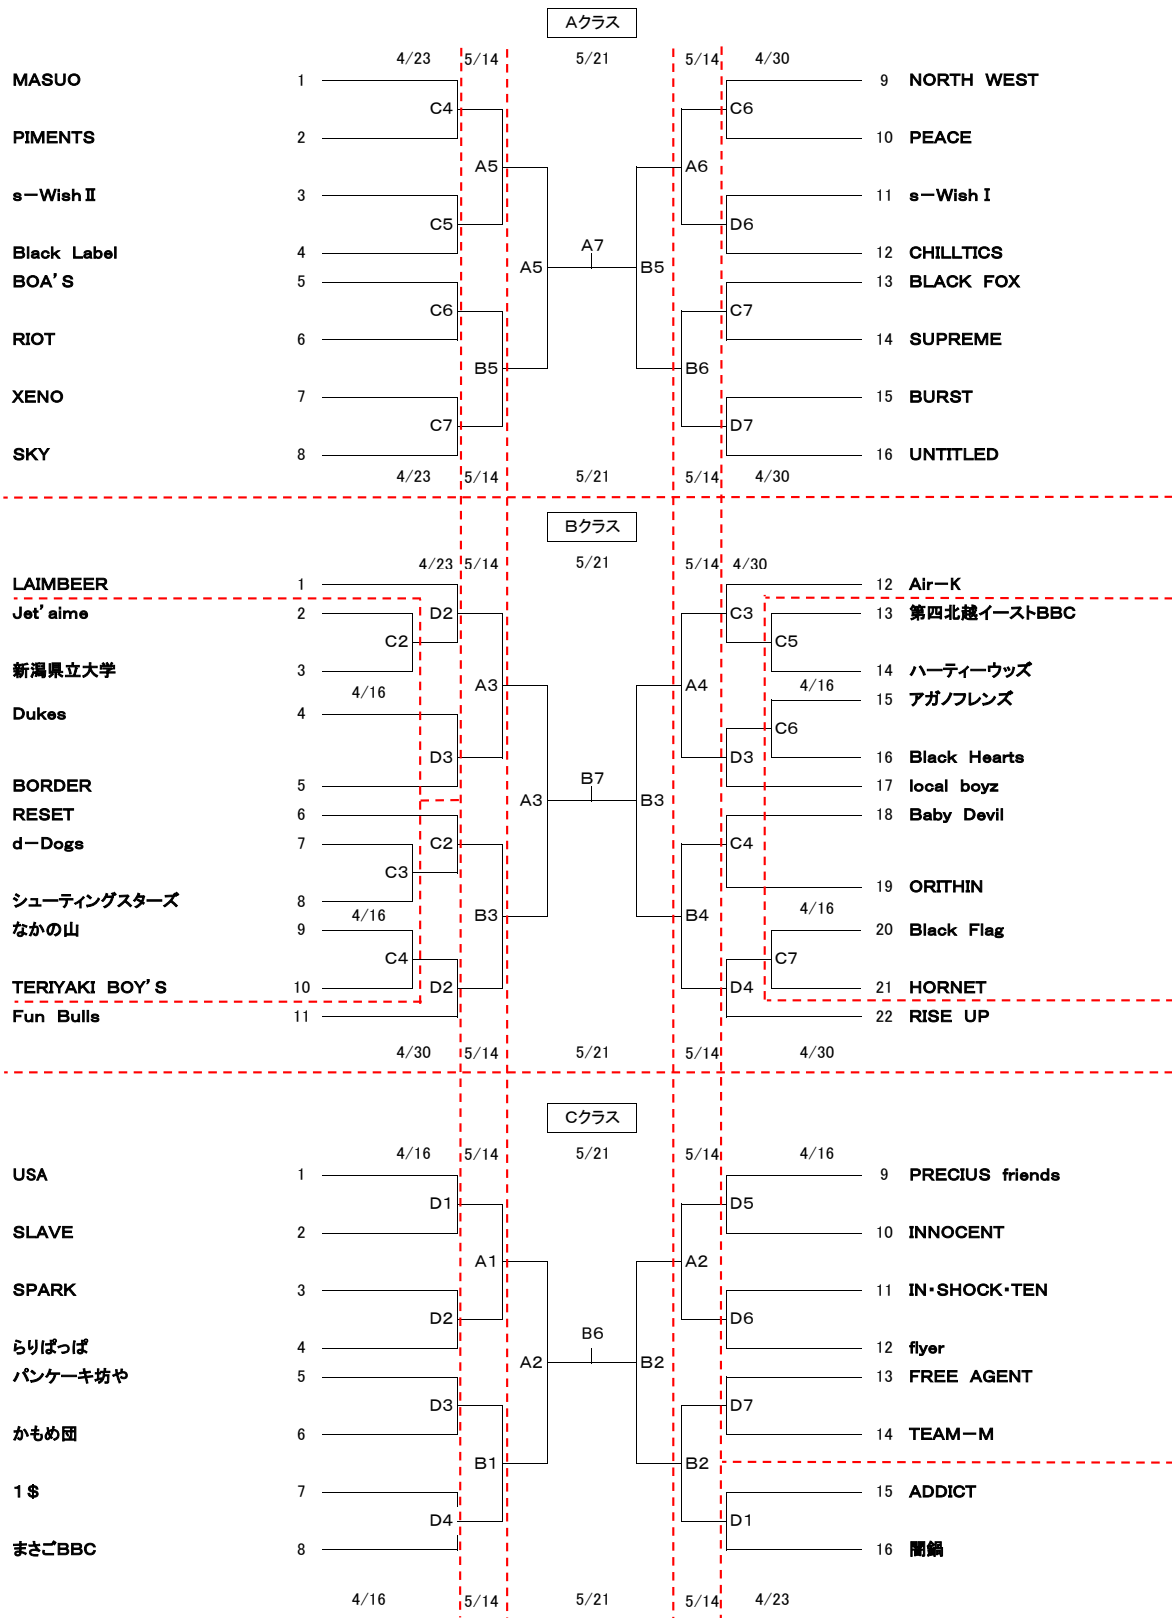 Aクラス
4/23 5/14 5/21 5/14 4/30
MASUO 1 9 NORTH WEST
C4 C6
PIMENTS 2 10 PEACE
A5 A6
s－WishⅡ 3 11 s－WishⅠ
C5 D6
A7
Black Label 4 12 CHILLTICS
A5 B5
BOA'S 5 13 BLACK FOX
C6 C7
RIOT 6 14 SUPREME
B5 B6
XENO 7 15 BURST
C7 D7
SKY 8 16 UNTITLED
4/23 5/14 5/21 5/14 4/30
Bクラス
4/23 5/14 5/21 5/14 4/30
LAIMBEER 1 12 Air－K
Jet'aime 2 D2 C3 13 第四北越イーストBBC
C2 C5
新潟県立大学 3 14 ハーティーウッズ
A3 A4
4/16 4/16
15 アガノフレンズ
Dukes 4
C6
D3 D3 16 Black Hearts
B7
BORDER 5 17 local boyz
A3 B3
RESET 6 18 Baby Devil
d－Dogs 7 C2 C4
C3
19 ORITHIN
シューティングスターズ 8
4/16 B3 B4 4/16
なかの山 9 20 Black Flag
C4 C7
TERIYAKI BOY'S 10 D2 D4 21 HORNET
Fun Bulls 11 22 RISE UP
4/30 5/14 5/21 5/14 4/30
Cクラス
4/16 5/14 5/21 5/14 4/16
USA 1 9 PRECIUS friends
D1 D5
SLAVE 2 10 INNOCENT
A1 A2
SPARK 3 11 IN・SHOCK・TEN
D2 D6
B6
らりぱっぱ 4 12 flyer
A2 B2
パンケーキ坊や 5 13 FREE AGENT
D3 D7
かもめ団 6 14 TEAM－M
B1 B2
1＄ 7 15 ADDICT
D4 D1
まさごBBC 8 16 闇鍋
4/16 5/14 5/21 5/14 4/23